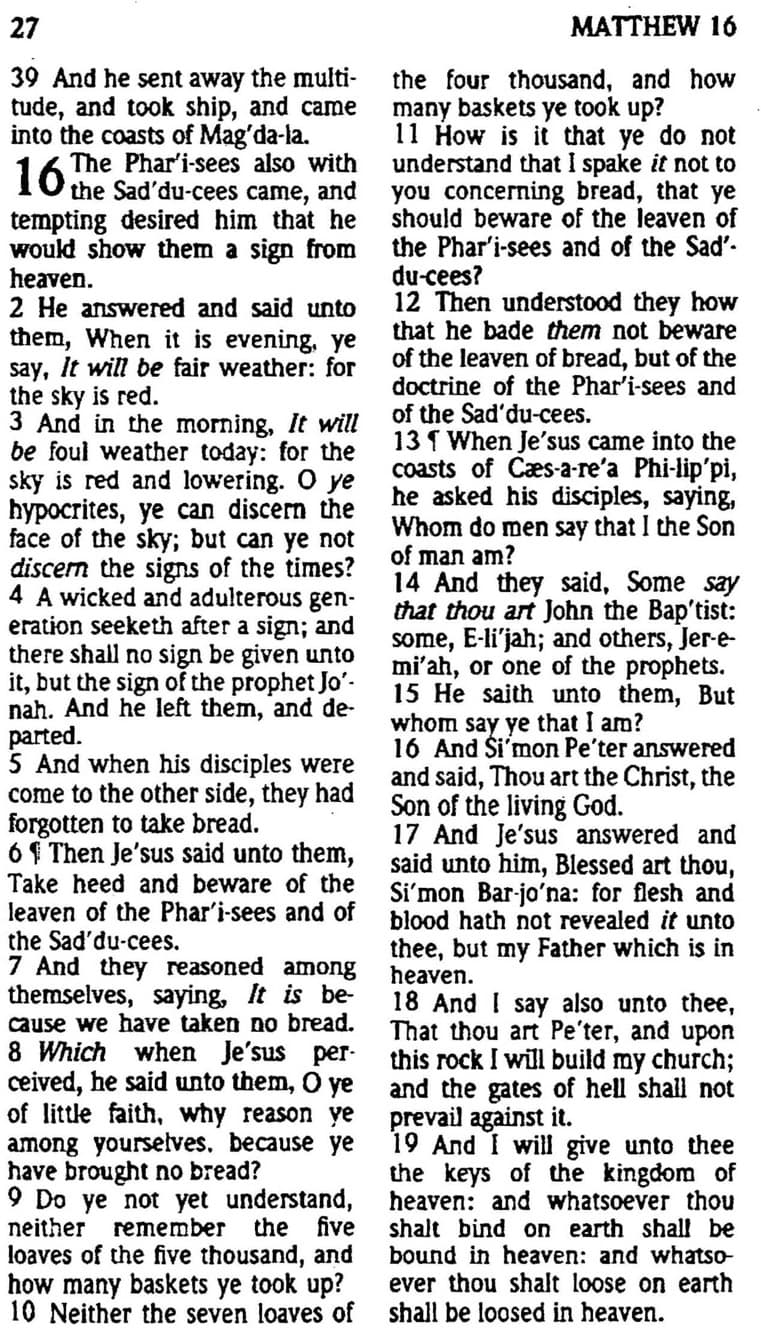 27
MATTHEW 16
39 And he sent away the multi-
tude, and took ship, and came
into the coasts of Mag'da-la.
16 The Phar'i-sees also with
the Sad'du-cees came, and
tempting desired him that he
would show them a sign from
heaven.
2 He answered and said unto
them, When it is evening, ye
say, It will be fair weather: for
the sky is red.
3 And in the morning, It will
be foul weather today: for the
sky is red and lowering. O ye
hypocrites, ye can discern the
face of the sky; but can ye not
discern the signs of the times?
4 A wicked and adulterous gen-
eration seeketh after a sign; and
there shall no sign be given unto
it, but the sign of the prophet Jo'-
nah. And he left them, and de-
parted.
5 And when his disciples were
come to the other side, they had
forgotten to take bread.
6 ¶ Then Je'sus said unto them,
Take heed and beware of the
leaven of the Phar'i-sees and of
the Sad'du-cees.
7 And they reasoned among
themselves, saying, It is be-
cause we have taken no bread.
8 Which when Je'sus per-
ceived, he said unto them, O ye
of little faith, why reason ye
among yourselves, because ye
have brought no bread?
9 Do ye not yet understand,
neither remember the five
loaves of the five thousand, and
how many baskets ye took up?
10 Neither the seven loaves of
the four thousand, and how
many baskets ye took up?
11 How is it that ye do not
understand that I spake it not to
you concerning bread, that ye
should beware of the leaven of
the Phar'i-sees and of the Sad'-
du-cees?
12 Then understood they how
that he bade them not beware
of the leaven of bread, but of the
doctrine of the Phar'i-sees and
of the Sad'du-cees.
13 ¶ When Je'sus came into the
coasts of Cæs-a-re'a Phi-lip'pi,
he asked his disciples, saying,
Whom do men say that I the Son
of man am?
14 And they said, Some say
that thou art John the Bap'tist:
some, E-li'jah; and others, Jer-e-
mi'ah, or one of the prophets.
15 He saith unto them, But
whom say ye that I am?
16 And Si'mon Pe'ter answered
and said, Thou art the Christ, the
Son of the living God.
17 And Je'sus answered and
said unto him, Blessed art thou,
Si'mon Bar-jo'na: for flesh and
blood hath not revealed it unto
thee, but my Father which is in
heaven.
18 And I say also unto thee,
That thou art Pe'ter, and upon
this rock I will build my church;
and the gates of hell shall not
prevail against it.
19 And I will give unto thee
the keys of the kingdom of
heaven: and whatsoever thou
shalt bind on earth shall be
bound in heaven: and whatso-
ever thou shalt loose on earth
shall be loosed in heaven.